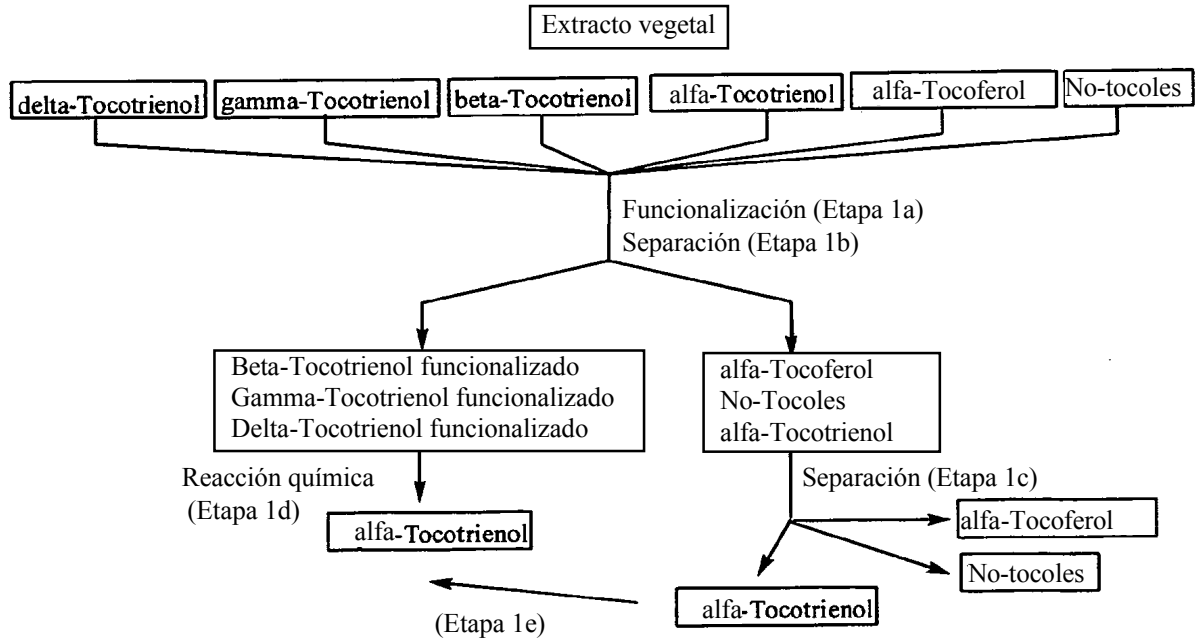 Extracto vegetal
delta-Tocotrienol
gamma-Tocotrienol
beta-Tocotrienol
alfa-Tocotrienol
alfa-Tocoferol
No-tocoles
Funcionalización (Etapa 1a)
Separación (Etapa 1b)
Beta-Tocotrienol funcionalizado
Gamma-Tocotrienol funcionalizado
Delta-Tocotrienol funcionalizado
alfa-Tocoferol
No-Tocoles
alfa-Tocotrienol
Reacción química
(Etapa 1d)
Separación (Etapa 1c)
alfa-Tocotrienol
alfa-Tocoferol
No-tocoles
alfa-Tocotrienol
(Etapa 1e)